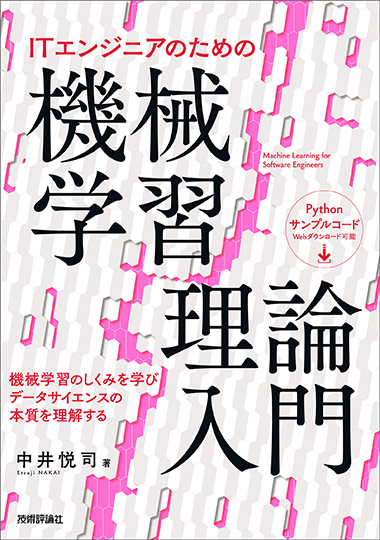 ITエンジニアのための
機械
学習
理論
入門
Machine Learning for
Software Engineers
Python
サンプルコード
Webダウンロード可能
機械学習のしくみを学び
データサイエンスの
本質を理解する
中井悦司 著
Etsuji NAKAI
技術評論社